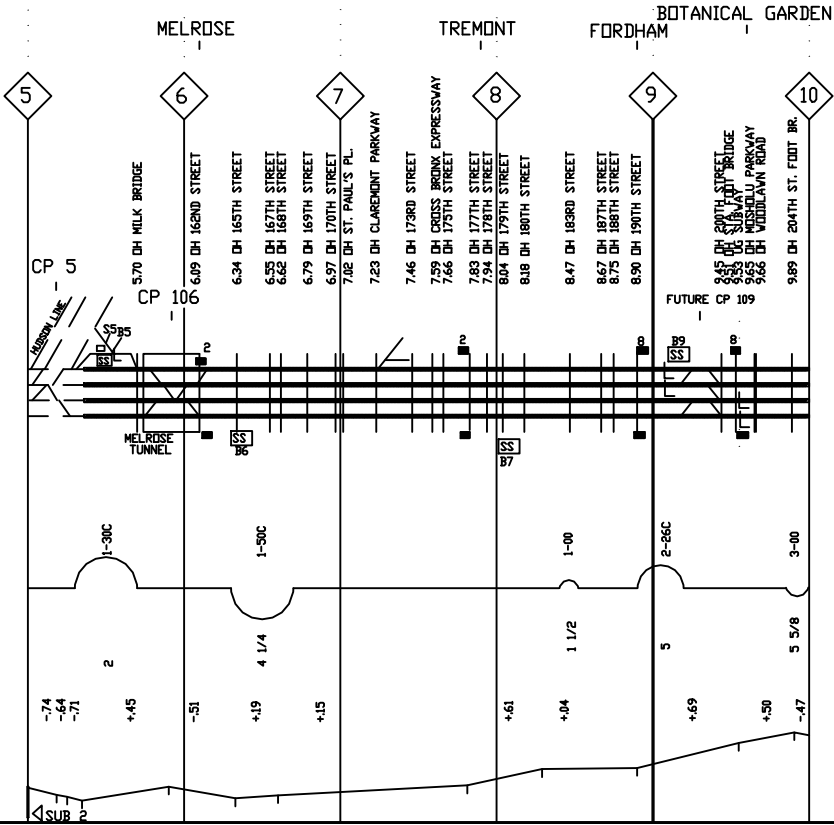 BOTANICAL GARDEN
MELROSE
TREMONT
FORDHAM
5
6
7
8
9
10
5.70 OH MILK BRIDGE
6.09 OH 162ND STREET
6.34 OH 165TH STREET
6.55 OH 167TH STREET
6.62 OH 168TH STREET
6.79 OH 169TH STREET
6.97 OH 170TH STREET
7.02 OH ST. PAUL'S PL.
7.23 OH CLAREMONT PARKWAY
7.46 OH 173RD STREET
7.59 OH CROSS BRONX EXPRESSWAY
7.66 OH 175TH STREET
7.83 OH 177TH STREET
7.94 OH 178TH STREET
8.04 OH 179TH STREET
8.18 OH 180TH STREET
8.47 OH 183RD STREET
8.67 OH 187TH STREET
8.75 OH 188TH STREET
8.90 OH 190TH STREET
9.45 OH 200TH STREET
9.51 OH STA. FOOT BRIDGE
9.53 UG SUBWAY
9.65 OH MOSHOLU PARKWAY
9.66 OH WOODLAWN ROAD
9.89 OH 204TH ST. FOOT BR.
CP 5
CP 106
FUTURE CP 109
HUDSON LINE
S5
B5
SS
2
2
8
B9
SS
8
MELROSE
TUNNEL
SS
B6
SS
B7
1-30C
1-50C
1-00
2-26C
3-00
2
4 1/4
1 1/2
5
5 5/8
-.74
-.64
-.71
+.45
-.51
+.19
+.15
+.61
+.04
+.69
+.50
-.47
SUB 2